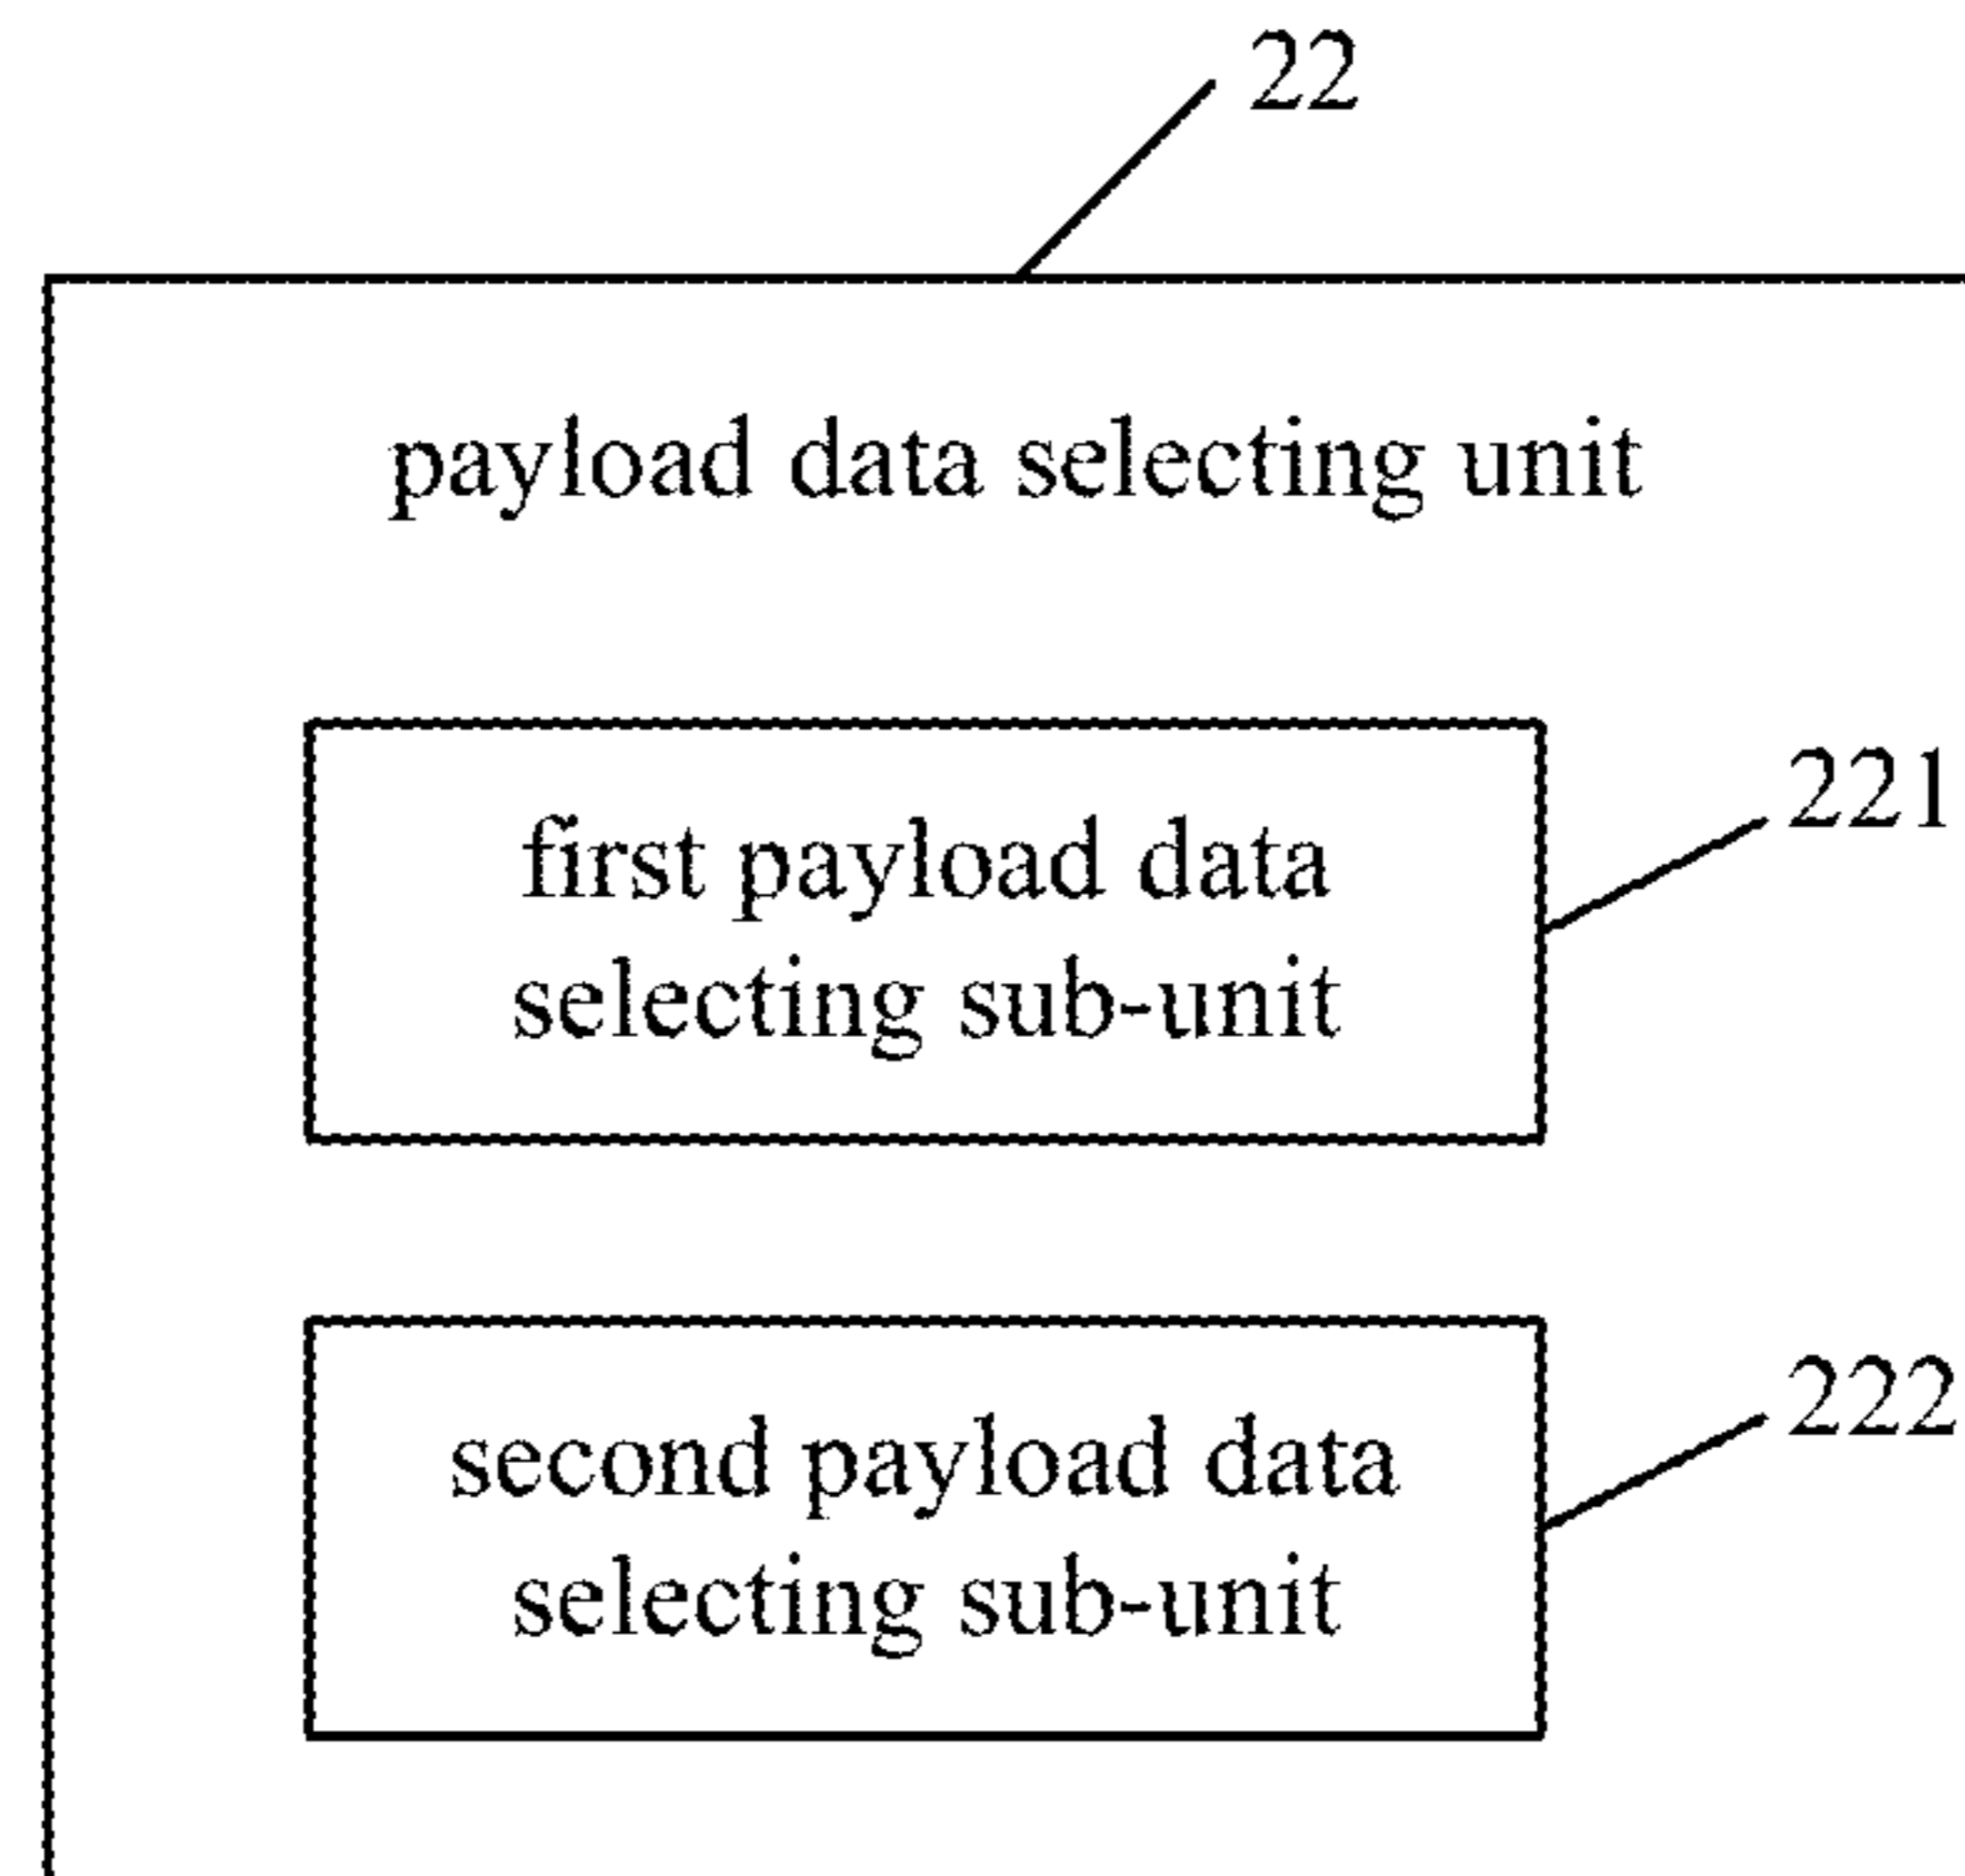 22
payload data selecting unit
221
first payload data
selecting sub-unit
222
second payload data
selecting sub-unit